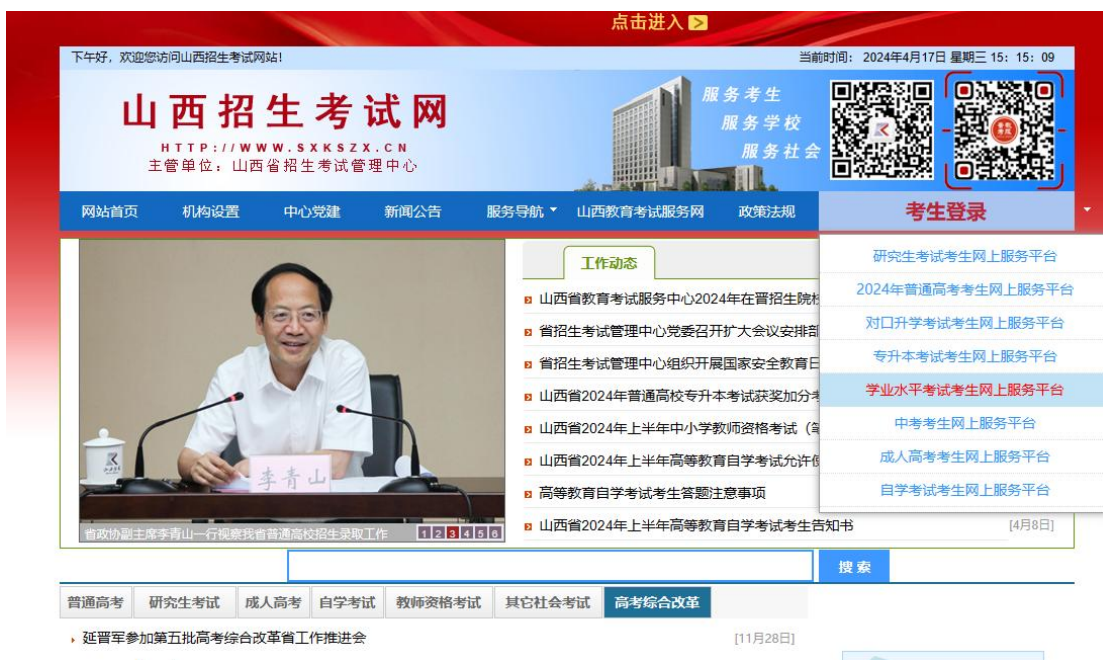 点击进入
下午好，欢迎您访问山西招生考试网站!
当前时间： 2024年4月17日 星期三 15：15：09
山西招生考试网
HTTP://WWW.SXKSZX.CN
主管单位：山西省招生考试管理中心
服务考生
服务学校
服务社会
网站首页 机构设置 中心党建 新闻公告 服务导航 山西教育考试服务网 政策法规 考生登录
研究生考试考生网上服务平台
2024年普通高考考生网上服务平台
对口升学考试考生网上服务平台
专升本考试考生网上服务平台
学业水平考试考生网上服务平台
中考考生网上服务平台
成人高考考生网上服务平台
自学考试考生网上服务平台
李青山
省政协副主席李青山一行视察我省普通高校招生录取工作 1 2 3 4 5 6
工作动态
山西省教育考试服务中心2024年在晋招生院
省招生考试管理中心党委召开扩大会议安排
省招生考试管理中心组织开展国家安全教育日
山西省2024年普通高校专升本考试获奖加分
山西省2024年上半年中小学教师资格考试（
山西省2024年上半年高等教育自学考试允许
高等教育自学考试考生答题注意事项
山西省2024年上半年高等教育自学考试考生告知书 [4月8日]
搜 索
普通高考 研究生考试 成人高考 自学考试 教师资格考试 其它社会考试 高考综合改革
延晋军参加第五批高考综合改革省工作推进会 [11月28日]